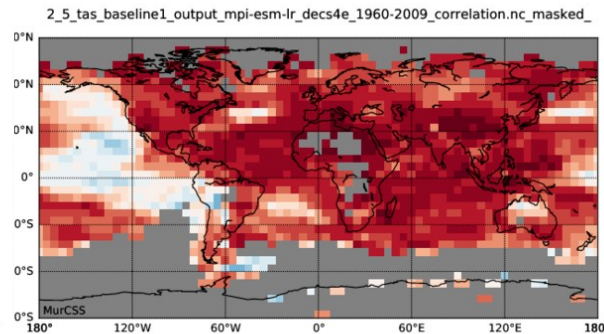 2_5_tas_baseline1_output_mpi-esm-lr_decs4e_1960-2009_correlation.nc_masked_
0°N
0°N
0°N
0°
0°S
0°S
0°S
MurCSS
180° 120°W 60°W 0° 60°E 120°E 180